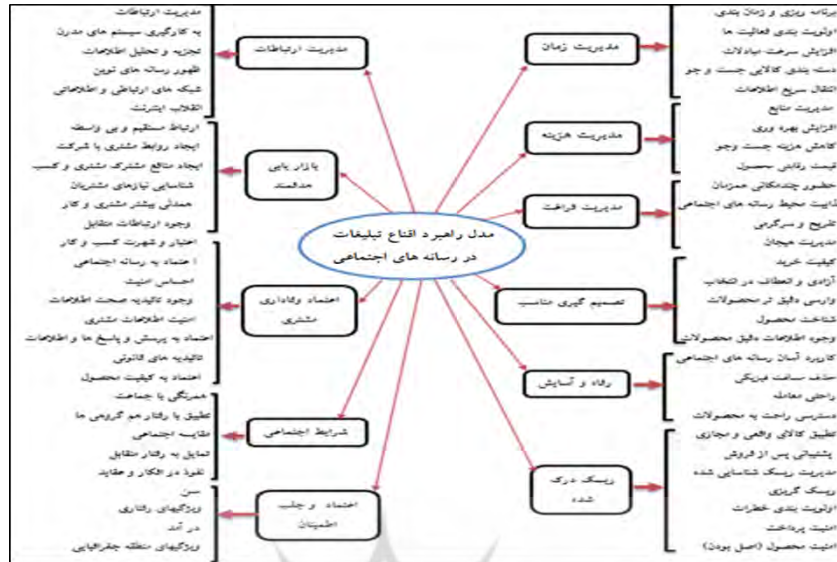 برنامه ریزی و زمان بندی
اولویت بندی فعالیت ها
افزایش سرعت مبادلات
دسته بندی کالایی جست و جو
انتقال سریع اطلاعات
مدیریت زمان
مدیریت منابع
افزایش بهره وری
کاهش هزینه جست وجو
قیمت رقابتی محصول
مدیریت هزینه
حضور چندمکانی همزمان
جذابیت محیط رسانه های اجتماعی
تفریح و سرگرمی
مدیریت هیجان
مدیریت فراغت
کیفیت خرید
آزادی و انعطاف در انتخاب
وارسی دقیق تر محصولات
شناخت محصول
وجود اطلاعات دقیق محصولات
تصمیم گیری مناسب
کاربرد آسان رسانه های اجتماعی
حذف مسافت فیزیکی
راحتی معامله
دسترسی راحت به محصولات
رفاه و آسایش
تطبیق کالای واقعی و مجازی
پشتیبانی پس از فروش
مدیریت ریسک شناسایی شده
ریسک گریزی
اولویت بندی خطرات
امنیت پرداخت
امنیت محصول (اصل بودن)
ریسک درک
شده
مدل راهبرد اقناع تبلیغات
در رسانه های اجتماعی
مدیریت ارتباطات
مدیریت ارتباطات
به کارگیری سیستم های مدرن
تجزیه و تحلیل اطلاعات
ظهور رسانه های نوین
شبکه های ارتباطی و اطلاعاتی
انقلاب اینترنت
بازار یابی
هدفمند
ارتباط مستقیم و بی واسطه
ایجاد روابط مشتری با شرکت
ایجاد منافع مشترک مشتری و کسب
شناسایی نیازهای مشتریان
همدلی بیشتر مشتری و کار
وجود ارتباطات متقابل
اعتماد وفاداری
مشتری
اعتبار و شهرت کسب و کار
اعتماد به رسانه اجتماعی
احساس امنیت
وجود تائیدیه صحت اطلاعات
امنیت اطلاعات مشتری
اعتماد به پرسش و پاسخ ها و اطلاعات
تائیدیه های قانونی
اعتماد به کیفیت محصول
شرایط اجتماعی
همرنگی با جماعت
تطبیق با رفتار هم گروهی ها
مقایسه اجتماعی
تمایل به رفتار متقابل
نفوذ در افکار و عقاید
اعتماد و جلب
اطمینان
سن
ویژگیهای رفتاری
در آمد
ویژگیهای منطقه جغرافیایی